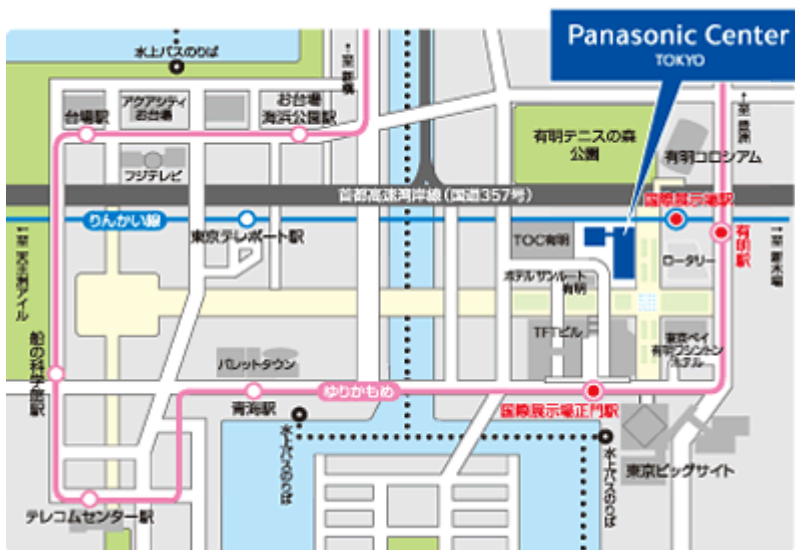 Panasonic Center
TOKYO
水上バスのりば
↑至 新橋
台場駅
アクアシティ
お台場
お台場
海浜公園駅
フジテレビ
有明テニスの森
公園
有明コロシアム
↑至 豊洲
首都高速湾岸線(国道357号)
国際展示場駅
りんかい線
東京テレポート駅
TOC有明
有明駅
ロータリー
↑至 天王洲アイル
↓至 新木場
ホテルサンルート
有明
TFTビル
東京ベイ
有明ワシントン
ホテル
船の科学館駅
パレットタウン
青海駅
ゆりかもめ
国際展示場正門駅
水上バスのりば
水上バスのりば
東京ビッグサイト
テレコムセンター駅